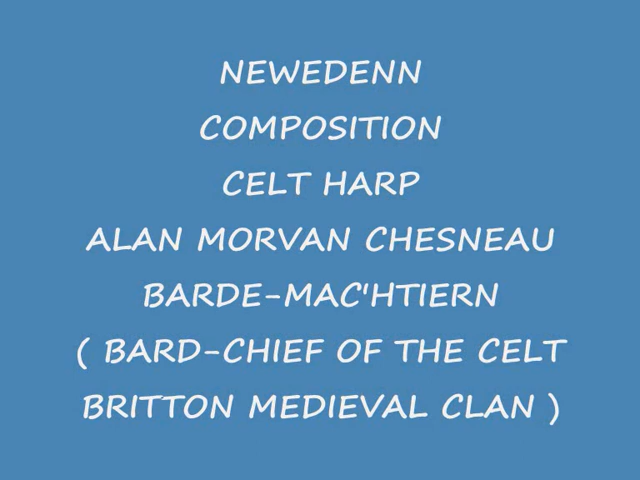 NEWEDENN
COMPOSITION
CELT HARP
ALAN MORVAN CHESNEAU
BARDE-MAC'HTIERN
( BARD-CHIEF OF THE CELT
BRITTON MEDIEVAL CLAN )